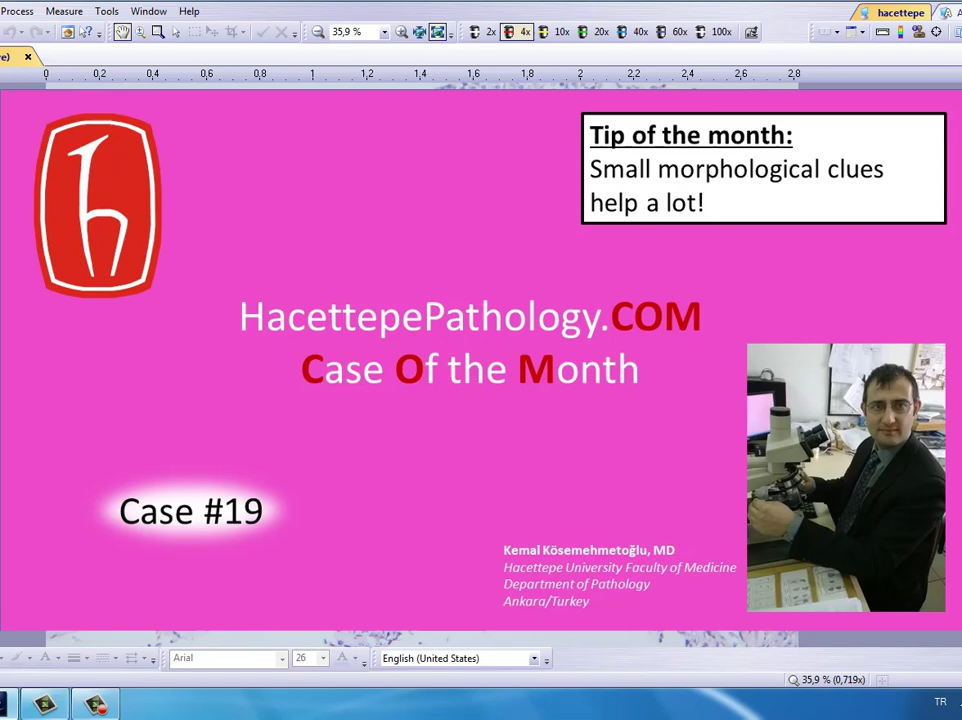 Process Measure Tools Window Help
hacettepe
35,9 % 2x 4x 10x 20x 40x 60x 100x
0 0,2 0,4 0,6 0,8 1 1,2 1,4 1,6 1,8 2 2,2 2,4 2,6 2,8
Tip of the month:
Small morphological clues
help a lot!
HacettepePathology.COM
Case Of the Month
Case #19
Kemal Kösemehmetoğlu, MD
Hacettepe University Faculty of Medicine
Department of Pathology
Ankara/Turkey
Arial 26 English (United States)
35,9 % (0,719x)
TR